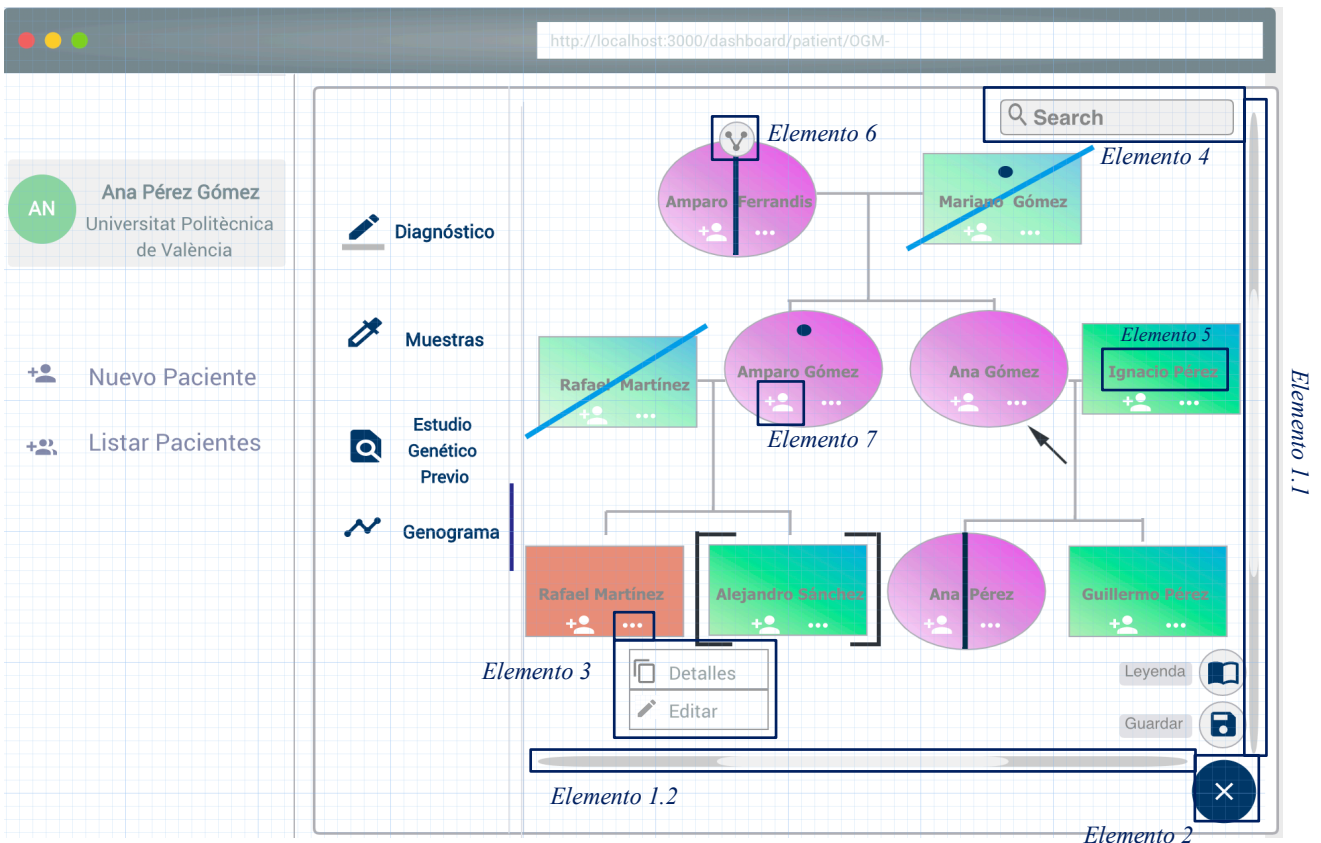 http://localhost:3000/dashboard/patient/OGM-
AN
Ana Pérez Gómez
Universitat Politècnica
de València
Nuevo Paciente
Listar Pacientes
Diagnóstico
Muestras
Estudio
Genético
Previo
Genograma
Search
Elemento 4
Elemento 6
Amparo Ferrandis
Mariano Gómez
Elemento 5
Rafael Martínez
Amparo Gómez
Ana Gómez
Ignacio Pérez
Elemento 7
Elemento 1.1
Rafael Martínez
Alejandro Sánchez
Ana Pérez
Guillermo Pérez
Elemento 3
Detalles
Editar
Leyenda
Guardar
Elemento 1.2
Elemento 2